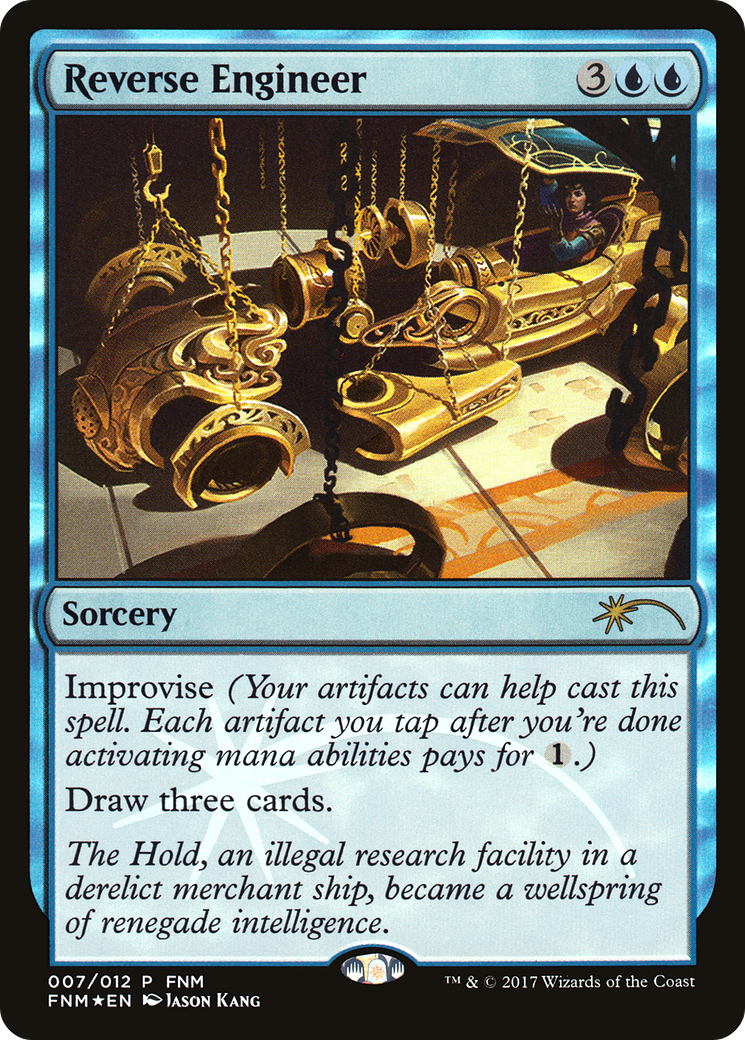 Reverse Engineer 3
Sorcery
Improvise (Your artifacts can help cast this
spell. Each artifact you tap after you're done
activating mana abilities pays for 1.)
Draw three cards.
The Hold, an illegal research facility in a
derelict merchant ship, became a wellspring
of renegade intelligence.
007/012 P FNM
FNM★EN Jason Kang
™ & © 2017 Wizards of the Coast